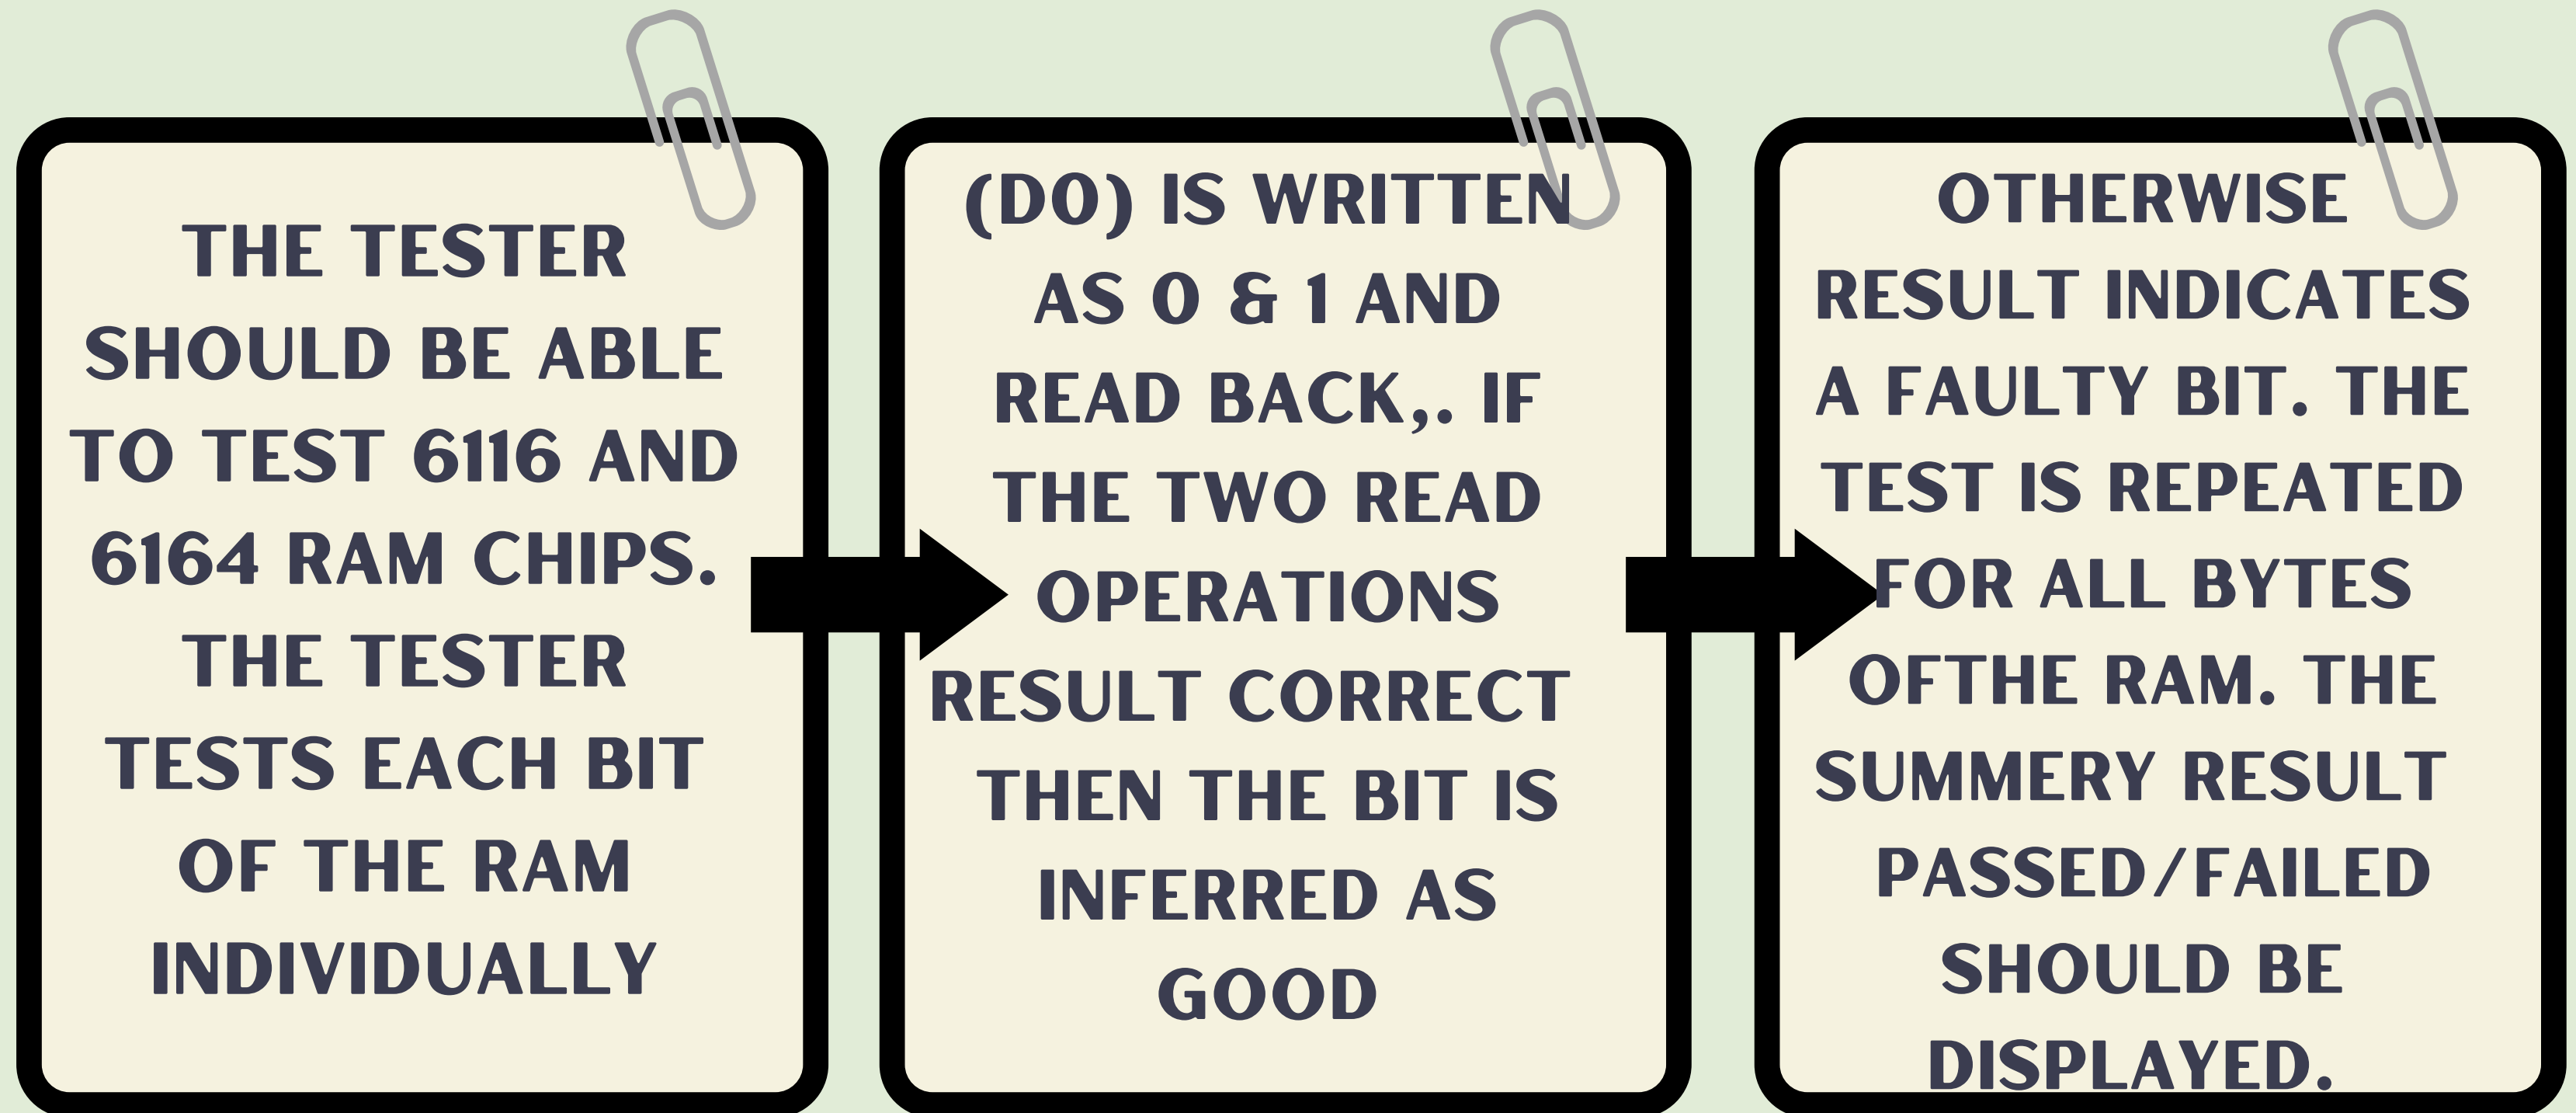 THE TESTER
SHOULD BE ABLE
TO TEST 6116 AND
6164 RAM CHIPS.
THE TESTER
TESTS EACH BIT
OF THE RAM
INDIVIDUALLY
(DO) IS WRITTEN
AS 0 & 1 AND
READ BACK,. IF
THE TWO READ
OPERATIONS
RESULT CORRECT
THEN THE BIT IS
INFERRED AS
GOOD
OTHERWISE
RESULT INDICATES
A FAULTY BIT. THE
TEST IS REPEATED
FOR ALL BYTES
OFTHE RAM. THE
SUMMERY RESULT
PASSED/FAILED
SHOULD BE
DISPLAYED.